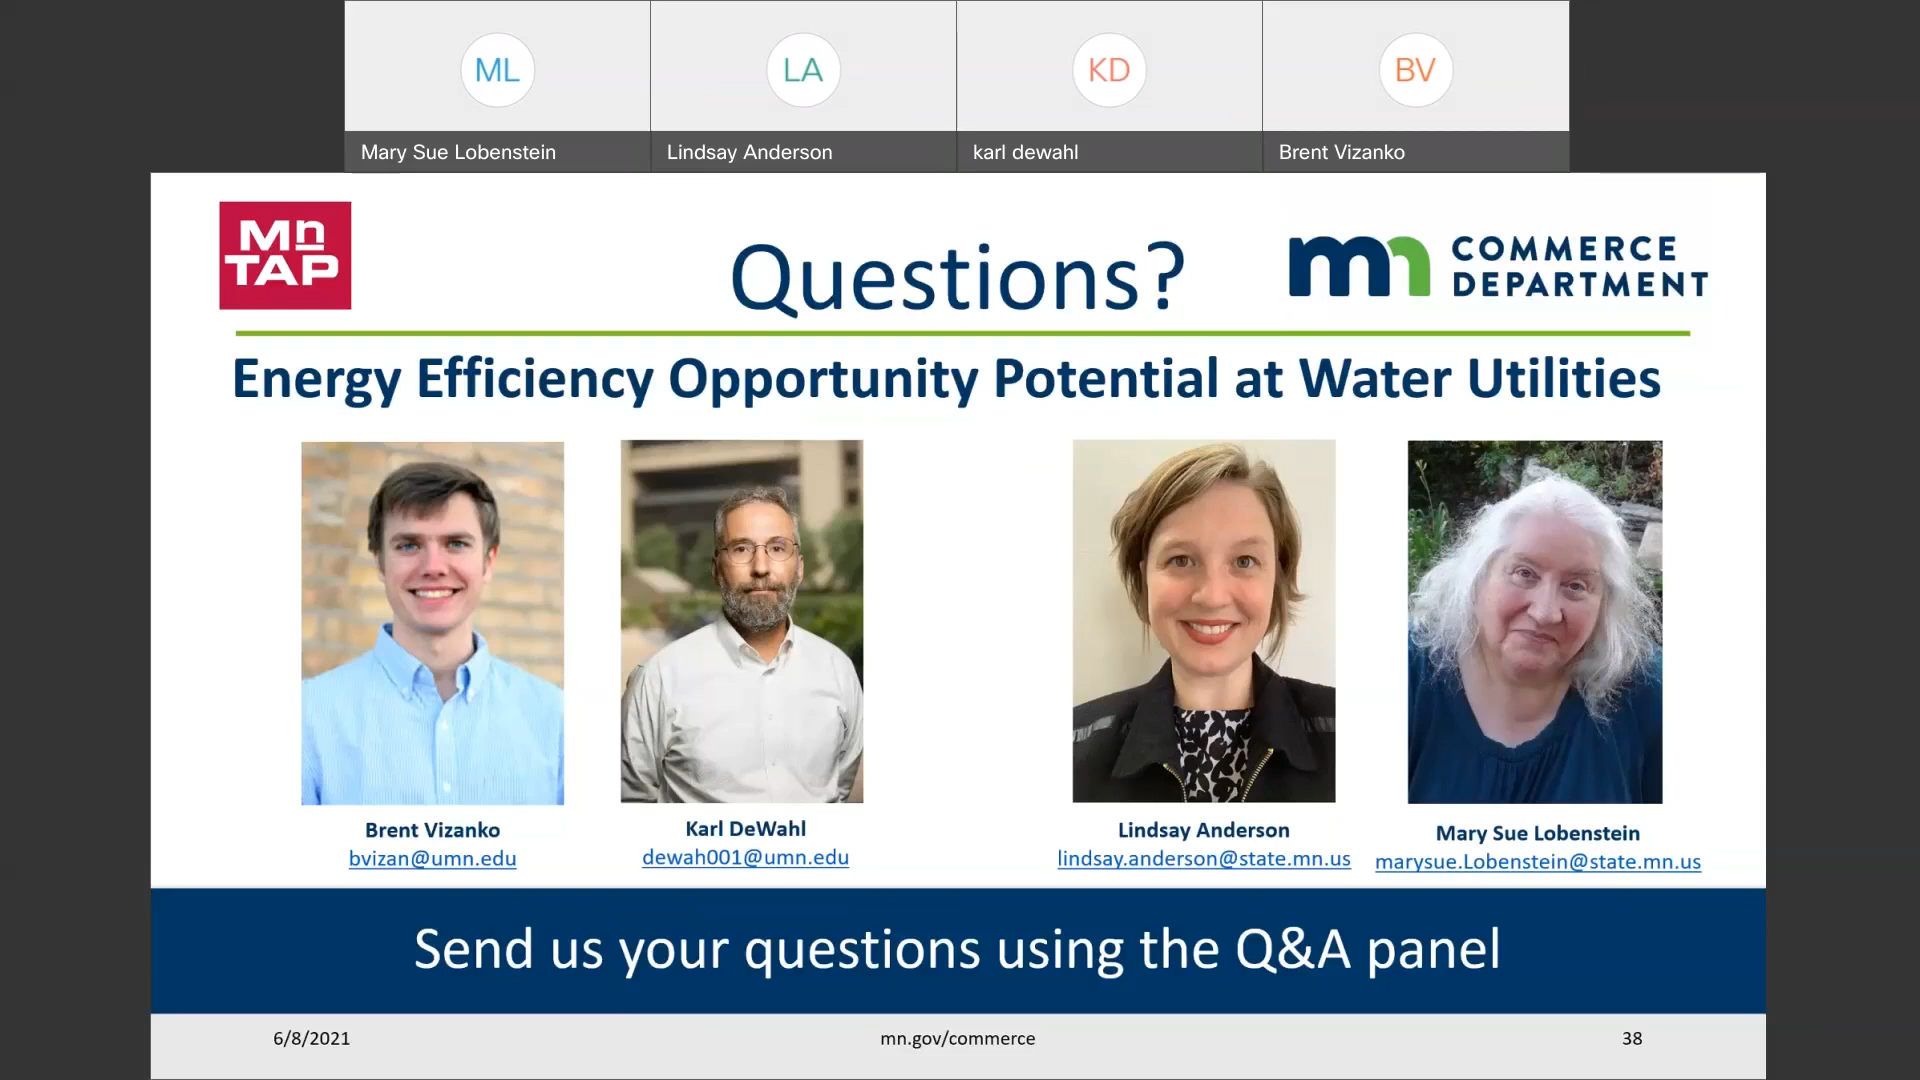 ML
LA
KD
BV
Mary Sue Lobenstein
Lindsay Anderson
karl dewahl
Brent Vizanko
Mn
TAP
Questions?
mn COMMERCE
DEPARTMENT
Energy Efficiency Opportunity Potential at Water Utilities
Brent Vizanko
bvizan@umn.edu
Karl DeWahl
dewah001@umn.edu
Lindsay Anderson
lindsay.anderson@state.mn.us
Mary Sue Lobenstein
marysue.Lobenstein@state.mn.us
Send us your questions using the Q&A panel
6/8/2021
mn.gov/commerce
38